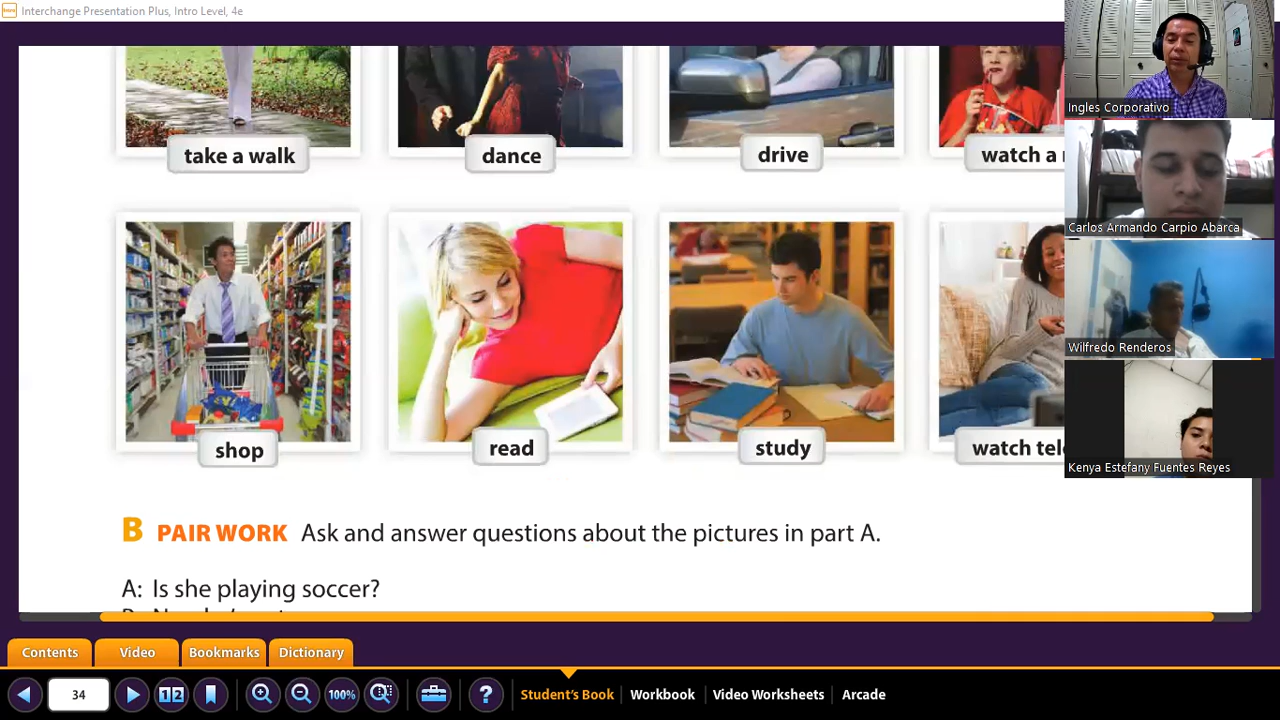 Interchange Presentation Plus, Intro Level, 4e
Ingles Corporativo
take a walk
dance
drive
watch a
Carlos Armando Carpio Abarca
Wilfredo Renderos
shop
read
study
watch
Kenya Estefany Fuentes Reyes
B PAIR WORK Ask and answer questions about the pictures in part A.
A: Is she playing soccer?
Contents
Video
Bookmarks
Dictionary
34
1 2
100%
?
Student's Book
Workbook
Video Worksheets
Arcade